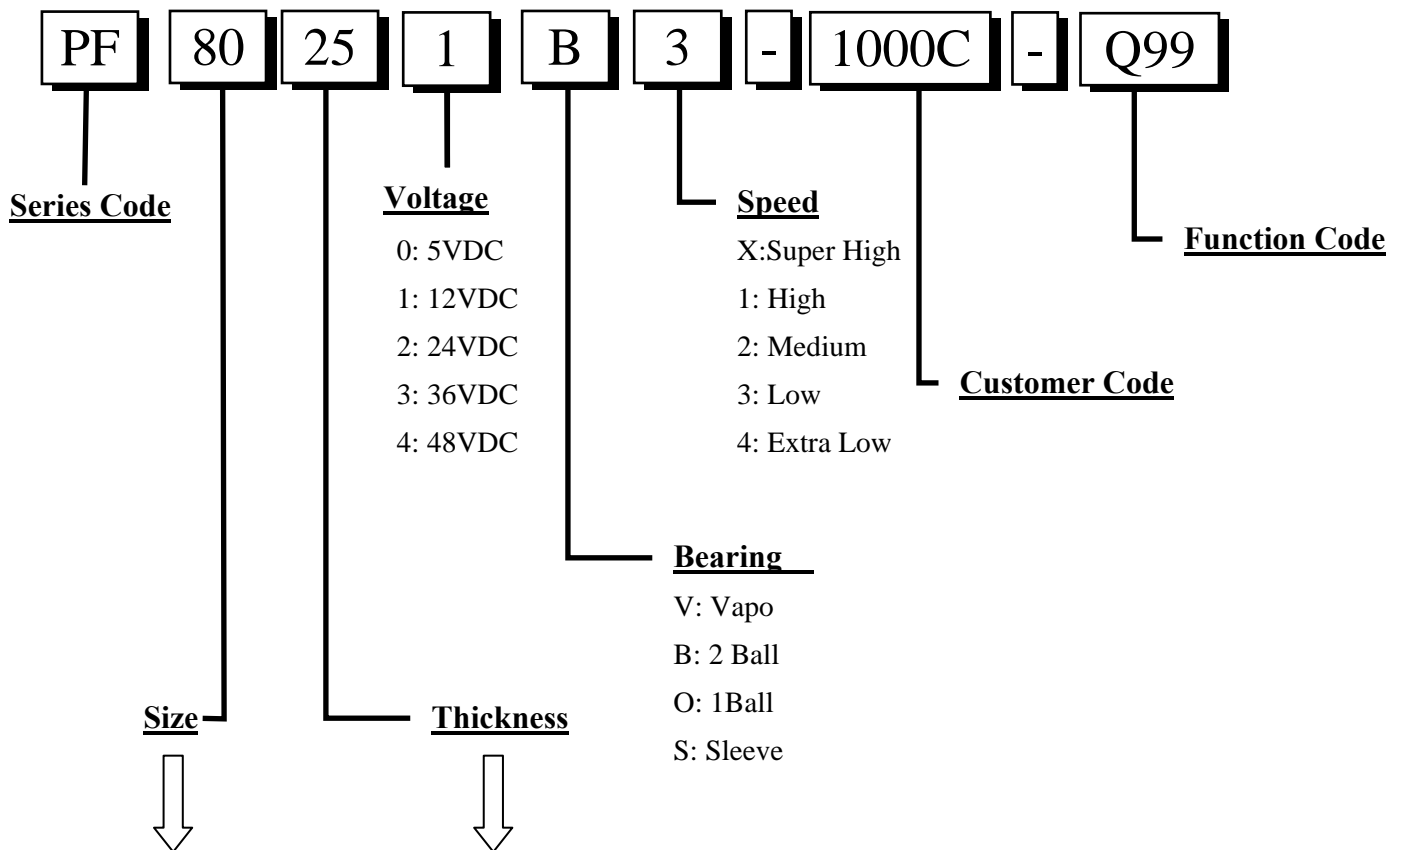 PF 80 25 1 B 3 - 1000C - Q99
Series Code
Voltage
0: 5VDC
1: 12VDC
2: 24VDC
3: 36VDC
4: 48VDC
Speed
X:Super High
1: High
2: Medium
3: Low
4: Extra Low
Function Code
Customer Code
Bearing
V: Vapo
B: 2 Ball
O: 1Ball
S: Sleeve
Size
Thickness